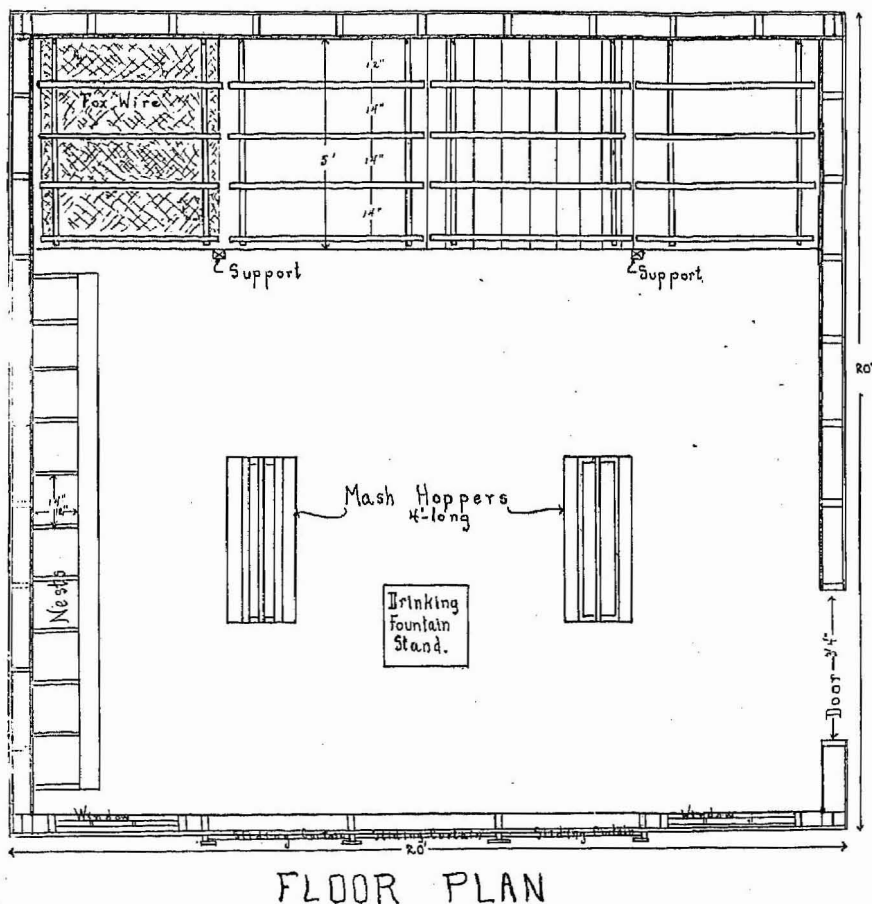 12"
Fox Wire
14"
5'
14"
14"
Support
Support
20'
Mash Hoppers
4'-long
14"
Nests
Drinking
Fountain
Stand.
Door
Window
Window
Sliding Curtain
Sliding Curtain
Sliding Curtain
20'
FLOOR PLAN